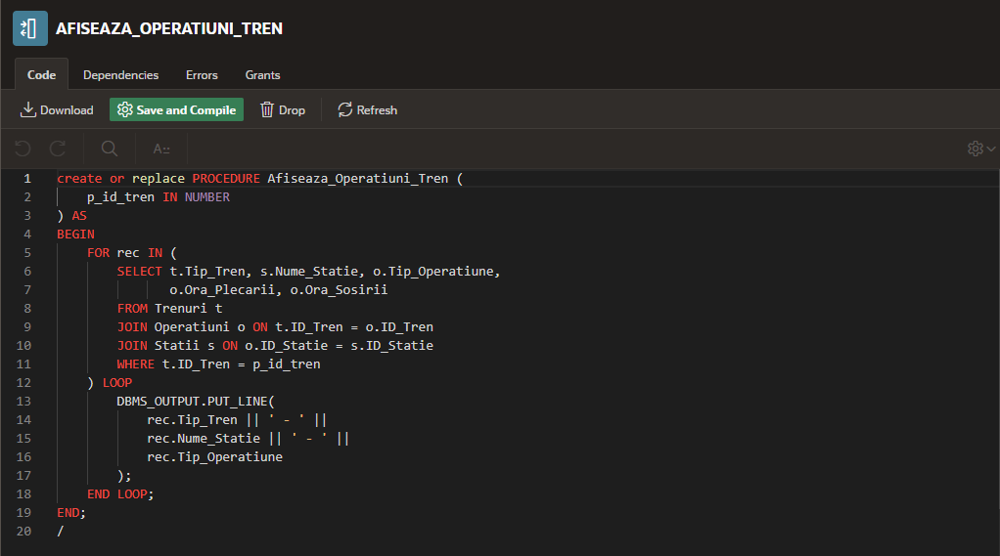 AFISEAZA_OPERATIUNI_TREN
Code Dependencies Errors Grants
Download Save and Compile Drop Refresh
A::
1 create or replace PROCEDURE Afiseaza_Operatiuni_Tren (
2     p_id_tren IN NUMBER
3 ) AS
4 BEGIN
5     FOR rec IN (
6         SELECT t.Tip_Tren, s.Nume_Statie, o.Tip_Operatiune,
7                o.Ora_Plecarii, o.Ora_Sosirii
8         FROM Trenuri t
9         JOIN Operatiuni o ON t.ID_Tren = o.ID_Tren
10         JOIN Statii s ON o.ID_Statie = s.ID_Statie
11         WHERE t.ID_Tren = p_id_tren
12     ) LOOP
13         DBMS_OUTPUT.PUT_LINE(
14             rec.Tip_Tren || ' - ' ||
15             rec.Nume_Statie || ' - ' ||
16             rec.Tip_Operatiune
17         );
18     END LOOP;
19 END;
20 /